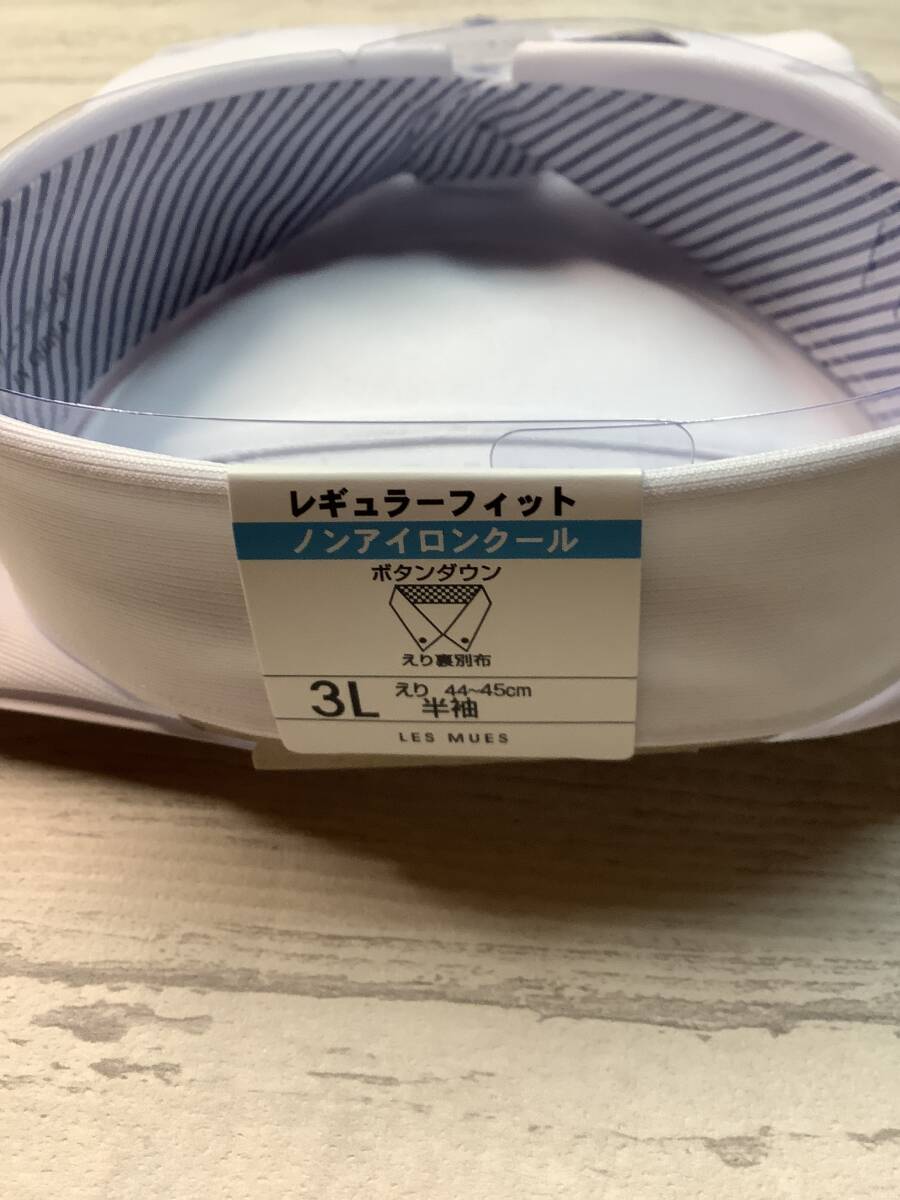 レギュラーフィット
ノンアイロンクール
ボタンダウン
えり裏別布
3L えり 44~45cm
半袖
LES MUES